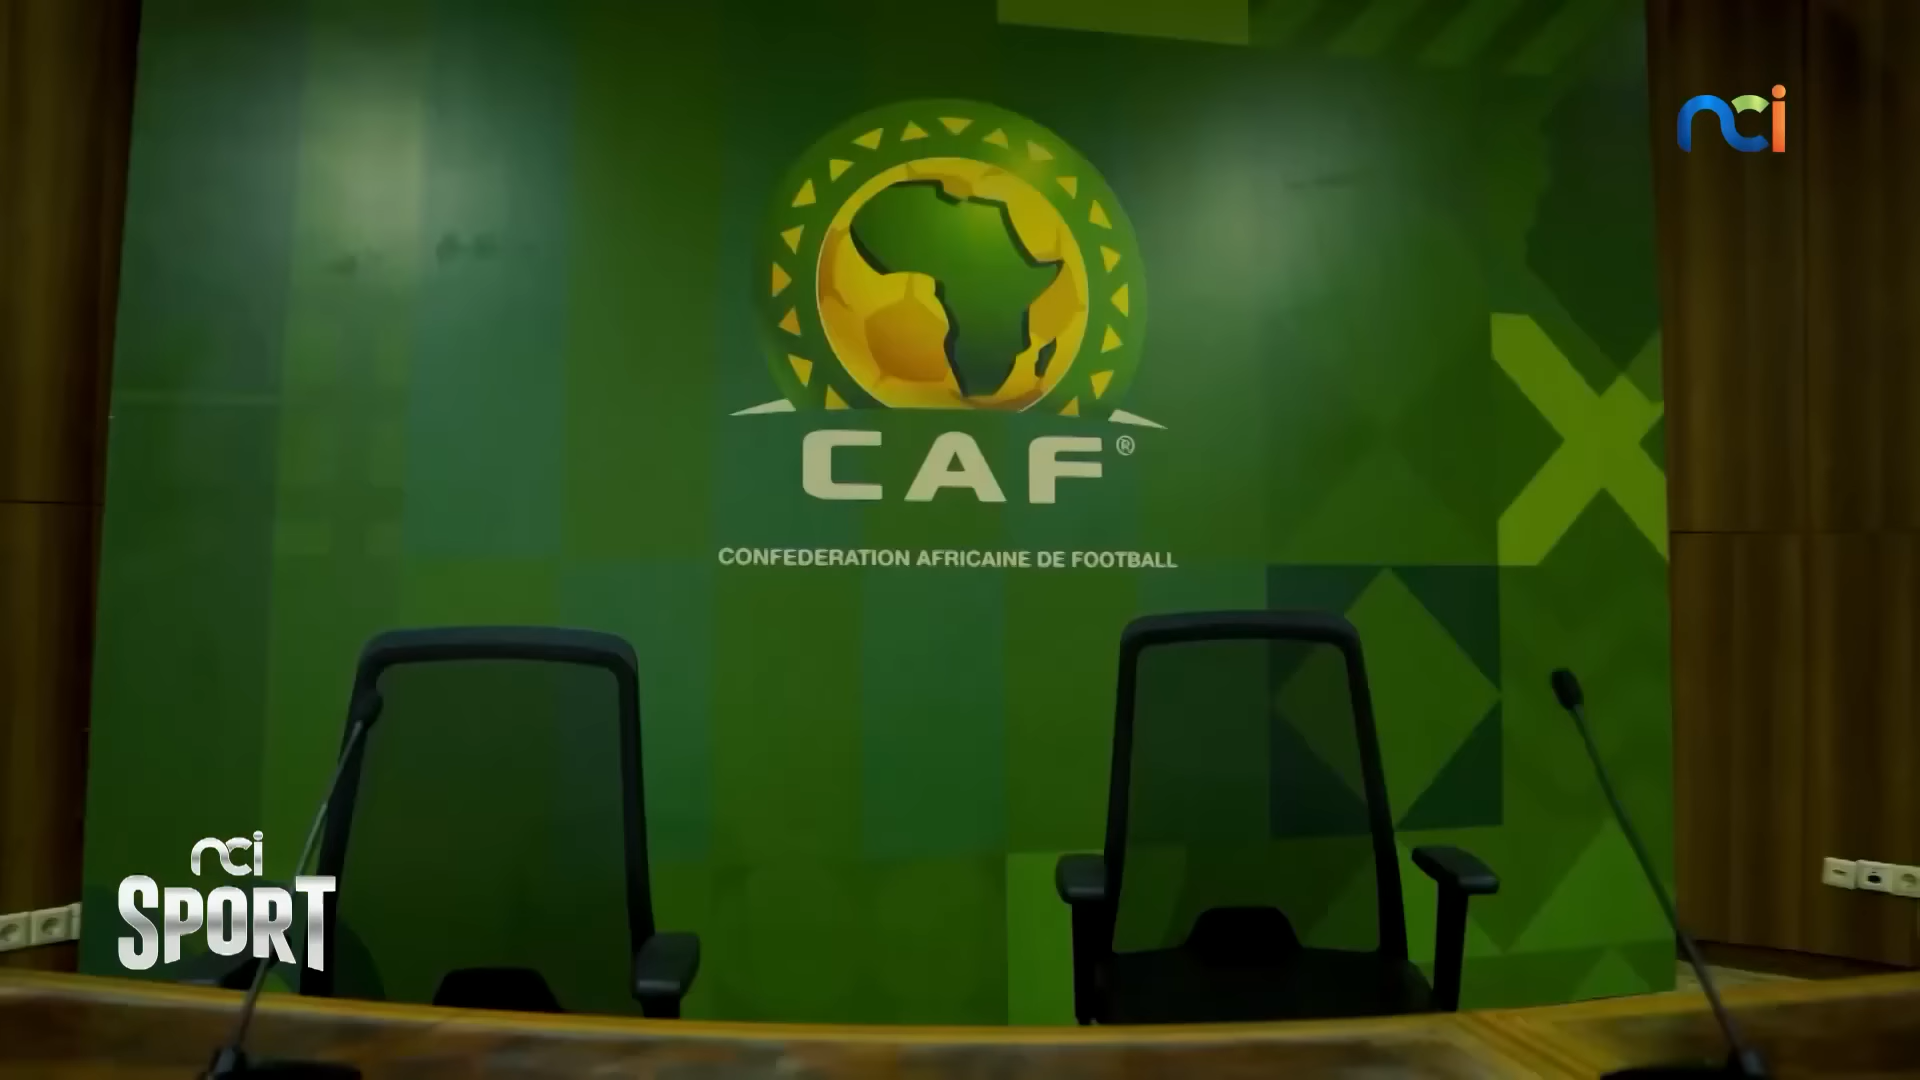 nci
CAF®
CONFEDERATION AFRICAINE DE FOOTBALL
nci
SPORT